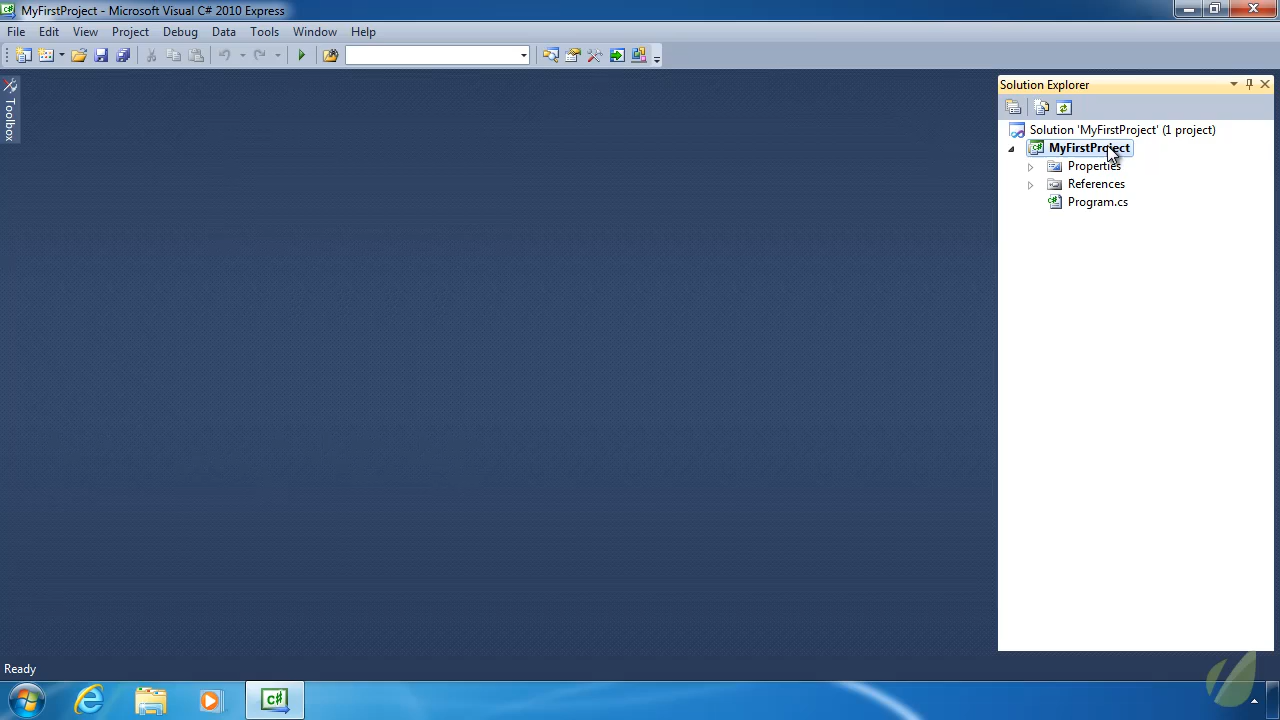 MyFirstProject - Microsoft Visual C# 2010 Express
File Edit View Project Debug Data Tools Window Help
Toolbox
Solution Explorer
Solution 'MyFirstProject' (1 project)
MyFirstProject
Properties
References
Program.cs
Ready
C#